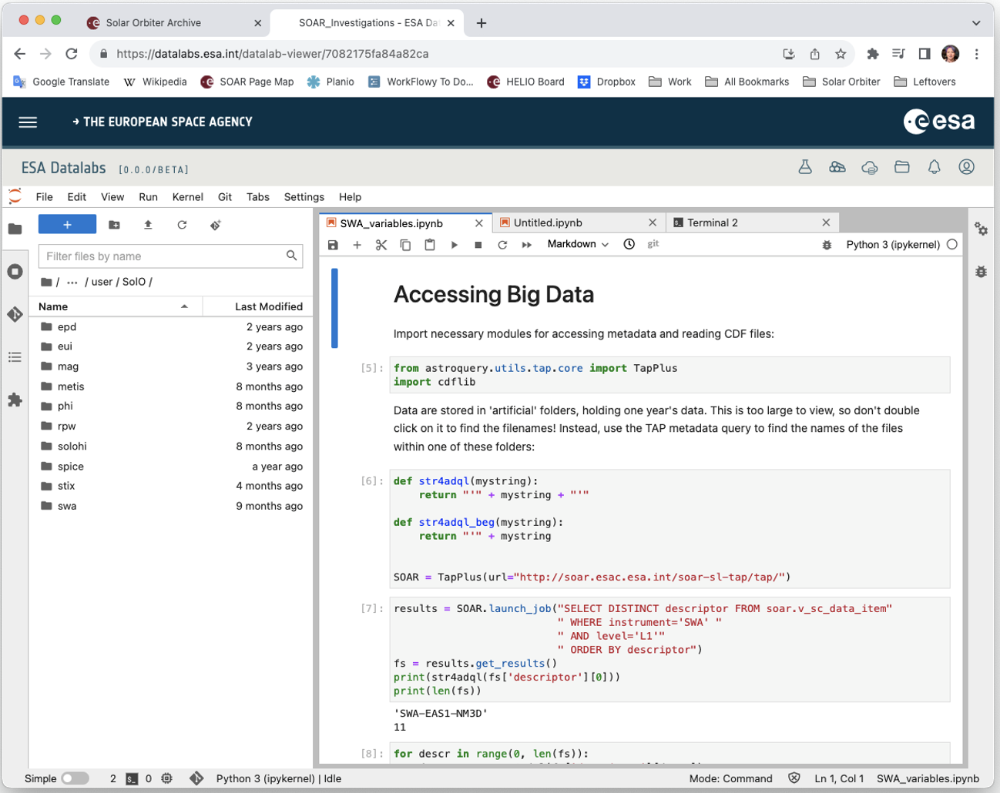 Solar Orbiter Archive
SOAR_Investigations - ESA Dat
https://datalabs.esa.int/datalab-viewer/7082175fa84a82ca
Google Translate W Wikipedia SOAR Page Map Planio WorkFlowy To Do... HELIO Board Dropbox Work All Bookmarks Solar Orbiter Leftovers
→ THE EUROPEAN SPACE AGENCY
esa
ESA Datalabs [0.0.0/BETA]
File Edit View Run Kernel Git Tabs Settings Help
SWA_variables.ipynb
Untitled.ipynb
Terminal 2
Markdown
git
Python 3 (ipykernel)
Filter files by name
/ ... / user / SolO /
Name Last Modified
epd 2 years ago
eui 2 years ago
mag 3 years ago
metis 8 months ago
phi 8 months ago
rpw 2 years ago
solohi 8 months ago
spice a year ago
stix 4 months ago
swa 9 months ago
Accessing Big Data
Import necessary modules for accessing metadata and reading CDF files:
[5]: from astroquery.utils.tap.core import TapPlus
import cdflib
Data are stored in 'artificial' folders, holding one year's data. This is too large to view, so don't double
click on it to find the filenames! Instead, use the TAP metadata query to find the names of the files
within one of these folders:
[6]: def str4adql(mystring):
return "'" + mystring + "'"
def str4adql_beg(mystring):
return "'" + mystring
SOAR = TapPlus(url="http://soar.esac.esa.int/soar-sl-tap/tap/")
[7]: results = SOAR.launch_job("SELECT DISTINCT descriptor FROM soar.v_sc_data_item"
" WHERE instrument='SWA' "
" AND level='L1'"
" ORDER BY descriptor")
fs = results.get_results()
print(str4adql(fs['descriptor'][0]))
print(len(fs))
'SWA-EAS1-NM3D'
11
[8]: for descr in range(0, len(fs)):
Simple 2 0 Python 3 (ipykernel) | Idle
Mode: Command Ln 1, Col 1 SWA_variables.ipynb